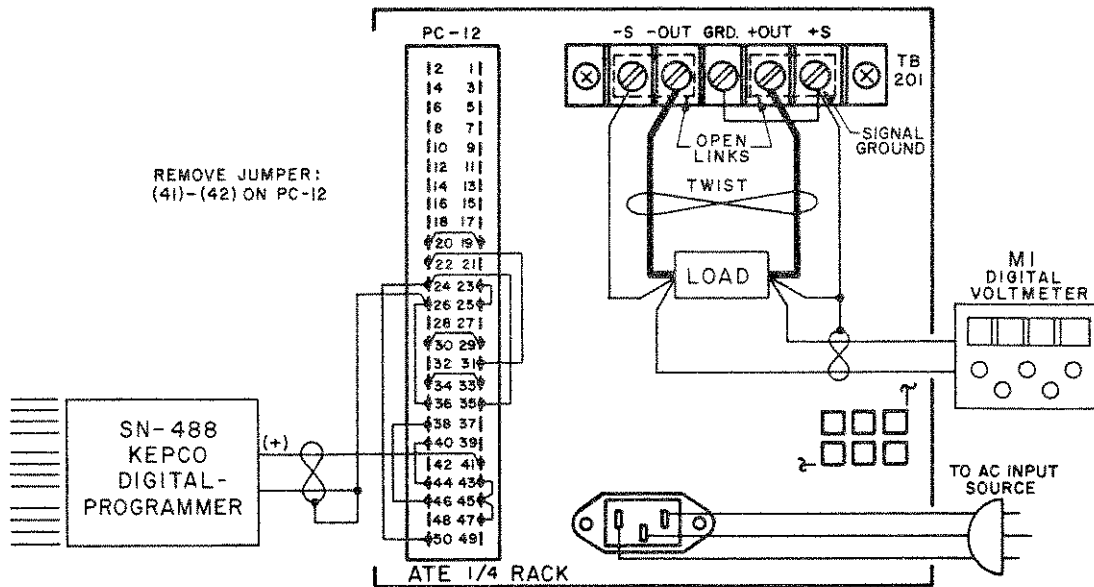 PC-12
2 1
4 3
6 5
8 7
10 9
12 11
14 13
16 15
18 17
20 19
22 21
24 23
26 25
28 27
30 29
32 31
34 33
36 35
38 37
40 39
42 41
44 43
46 45
48 47
50 49
REMOVE JUMPER:
(41)-(42) ON PC-12
-S -OUT GRD. +OUT +S
TB
201
OPEN
LINKS
SIGNAL
GROUND
TWIST
LOAD
M1
DIGITAL
VOLTMETER
SN-488
KEPCO
DIGITAL-
PROGRAMMER
(+)
TO AC INPUT
SOURCE
ATE 1/4 RACK